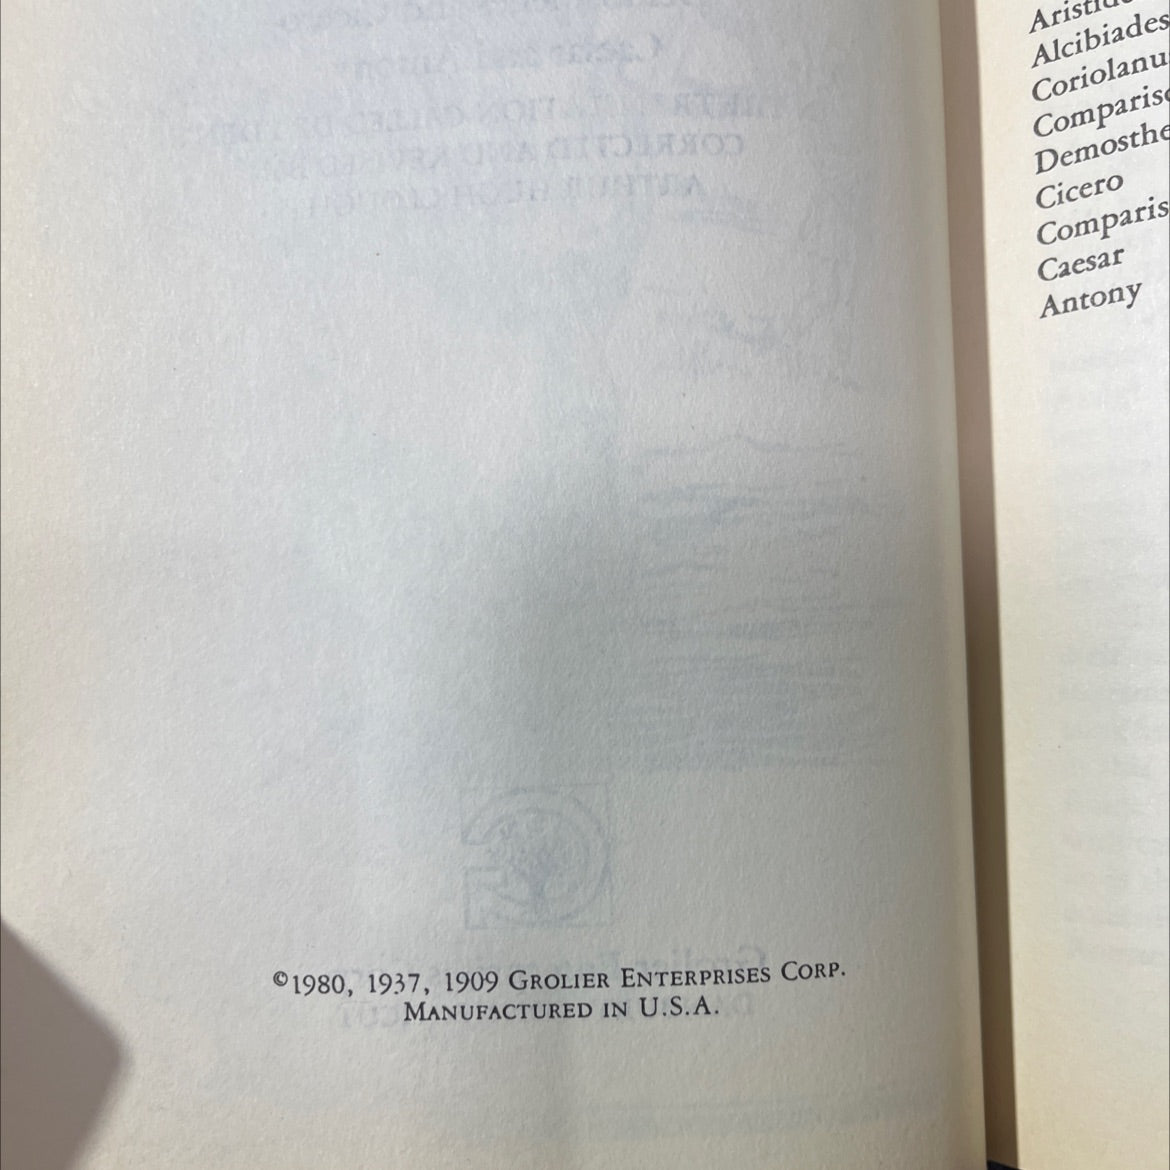 ©1980, 1937, 1909 GROLIER ENTERPRISES CORP.
MANUFACTURED IN U.S.A.
Alcibiades
Coriolanu
Comparis
Demosthe
Cicero
Comparis
Caesar
Antony